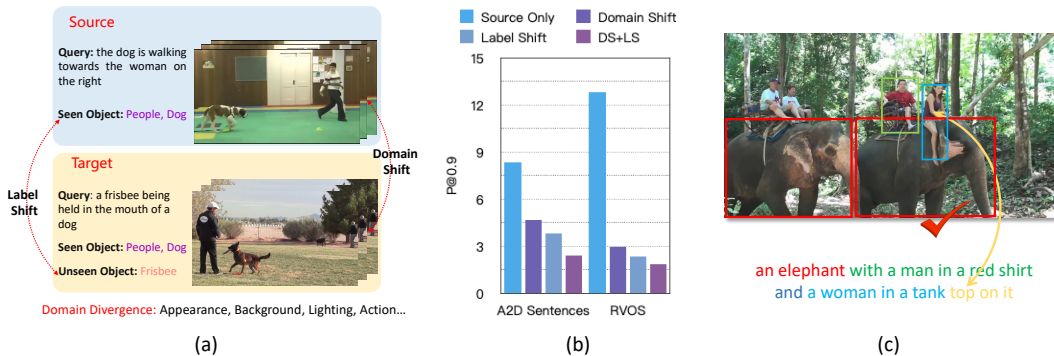 Source
Query: the dog is walking
towards the woman on
the right
Seen Object: People, Dog
Target
Query: a frisbee being
held in the mouth of a
dog
Seen Object: People, Dog
Unseen Object: Frisbee
Label
Shift
Domain
Shift
Domain Divergence: Appearance, Background, Lighting, Action...
(a)
Source Only
Domain Shift
Label Shift
DS+LS
P@0.9
15
12
9
6
3
0
A2D Sentences
RVOS
(b)
an elephant with a man in a red shirt
and a woman in a tank top on it
(c)